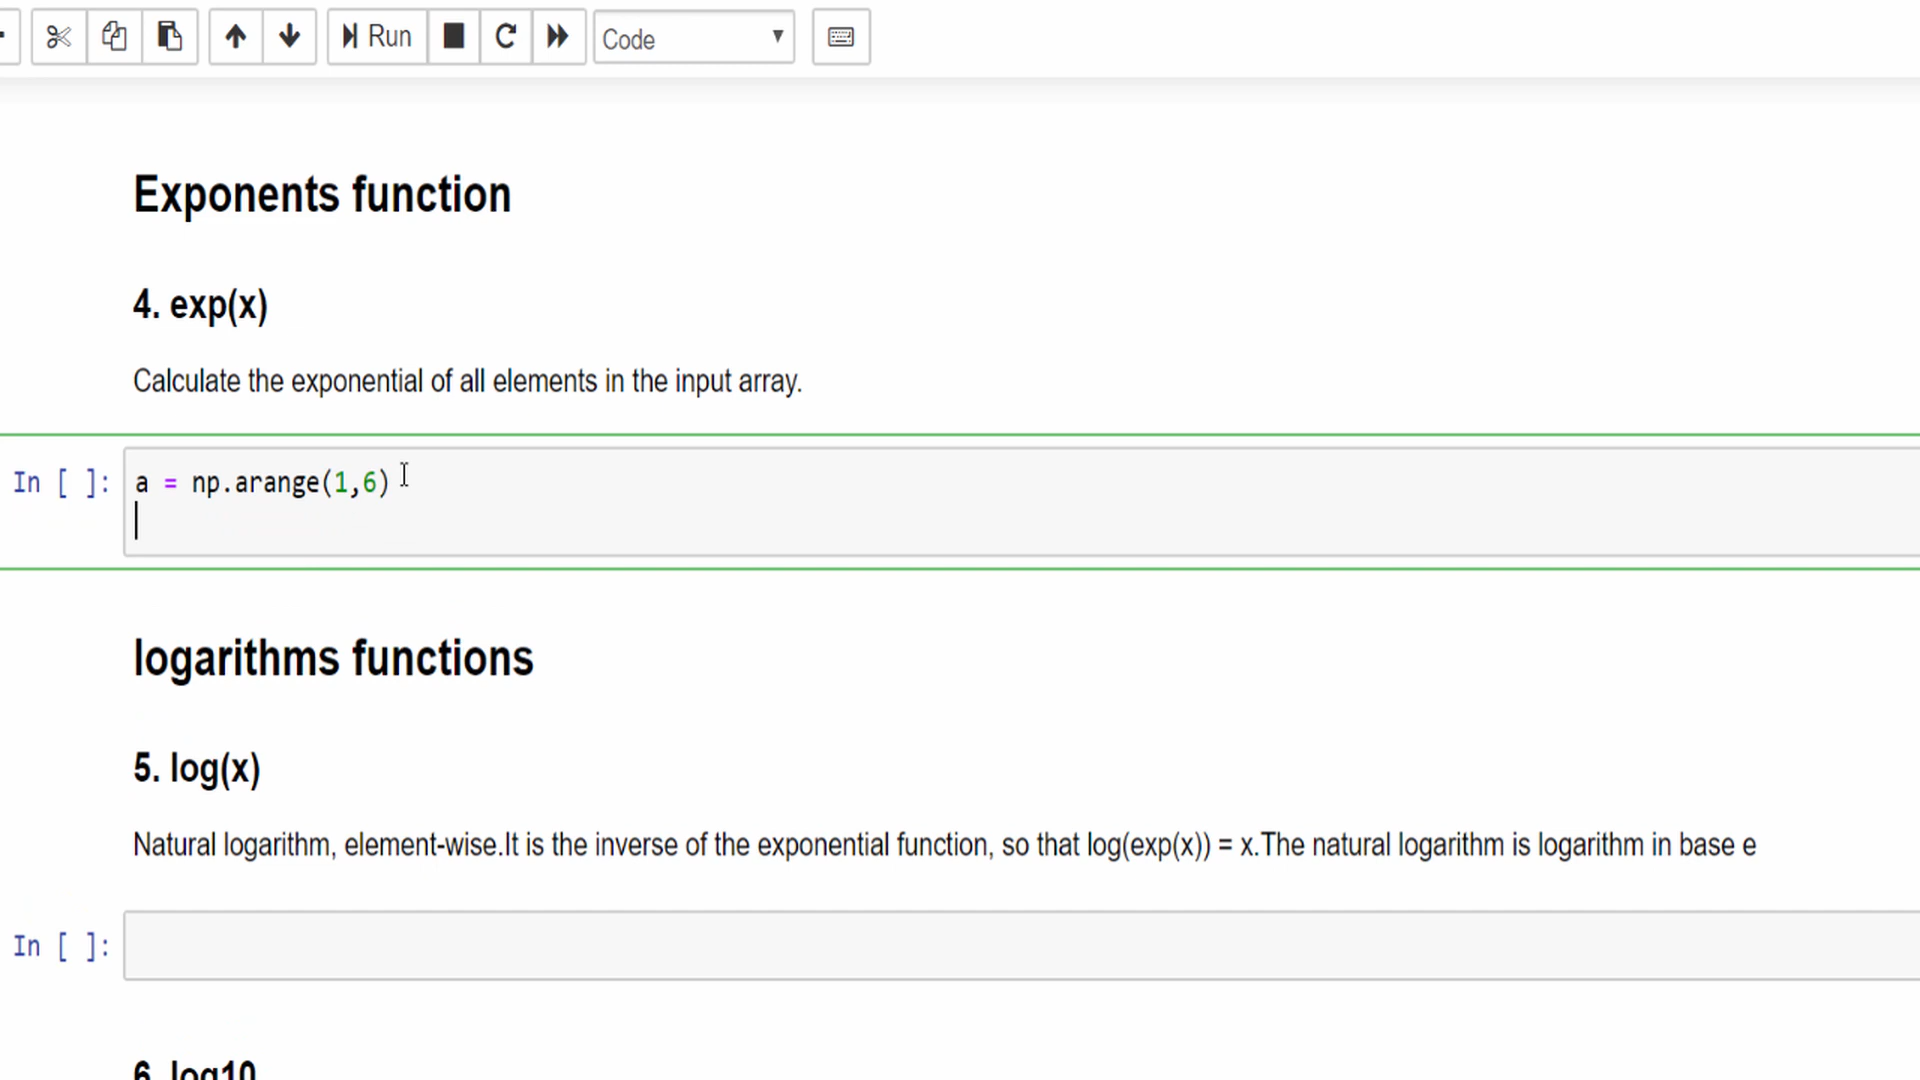 Run
Code
Exponents function
4. exp(x)
Calculate the exponential of all elements in the input array.
In [ ]: a = np.arange(1,6)
logarithms functions
5. log(x)
Natural logarithm, element-wise.It is the inverse of the exponential function, so that log(exp(x)) = x.The natural logarithm is logarithm in base e
In [ ]:
6. log10